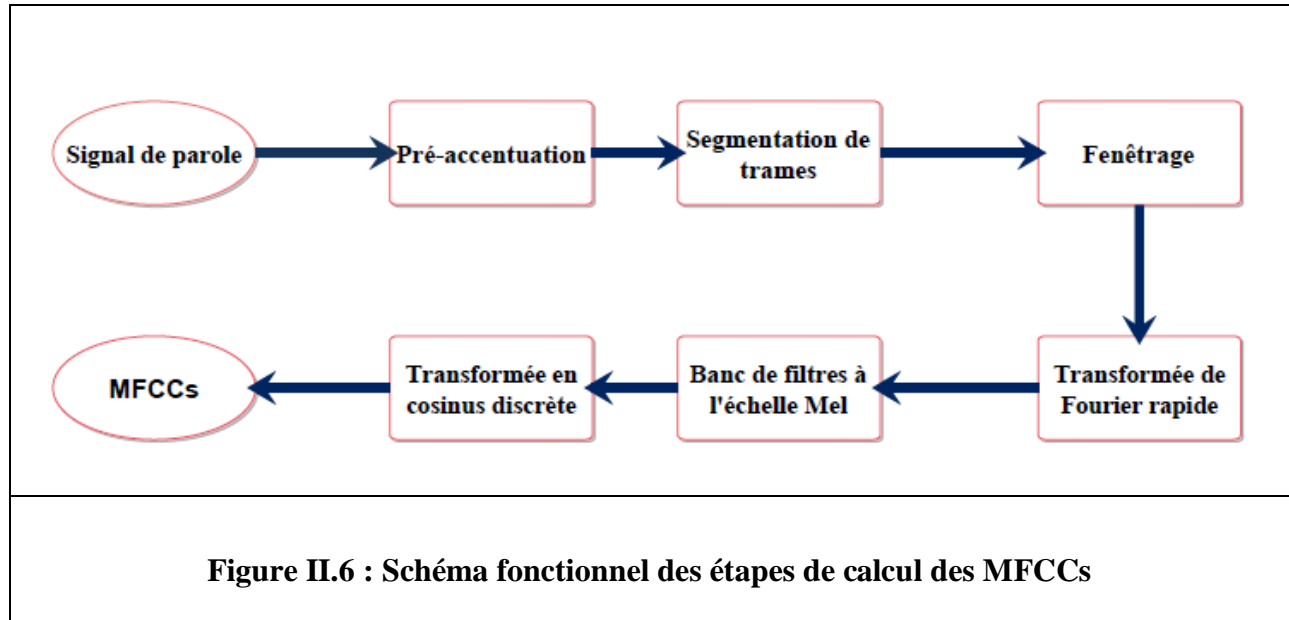 Signal de parole
Pré-accentuation
Segmentation de
trames
Fenêtrage
Transformée de
Fourier rapide
Banc de filtres à
l'échelle Mel
Transformée en
cosinus discrète
MFCCs
Figure II.6 : Schéma fonctionnel des étapes de calcul des MFCCs